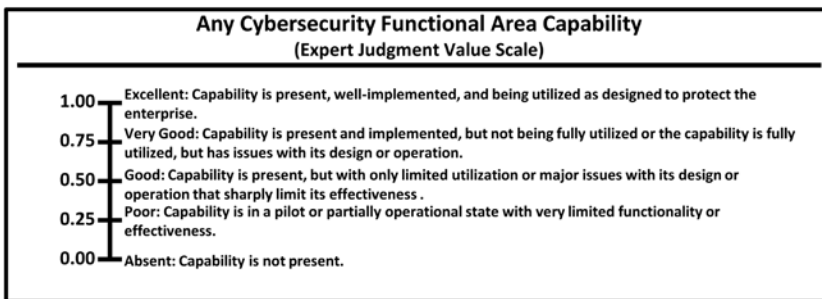 Any Cybersecurity Functional Area Capability
(Expert Judgment Value Scale)
1.00 Excellent: Capability is present, well-implemented, and being utilized as designed to protect the
enterprise.
0.75 Very Good: Capability is present and implemented, but not being fully utilized or the capability is fully
utilized, but has issues with its design or operation.
0.50 Good: Capability is present, but with only limited utilization or major issues with its design or
operation that sharply limit its effectiveness .
0.25 Poor: Capability is in a pilot or partially operational state with very limited functionality or
effectiveness.
0.00 Absent: Capability is not present.